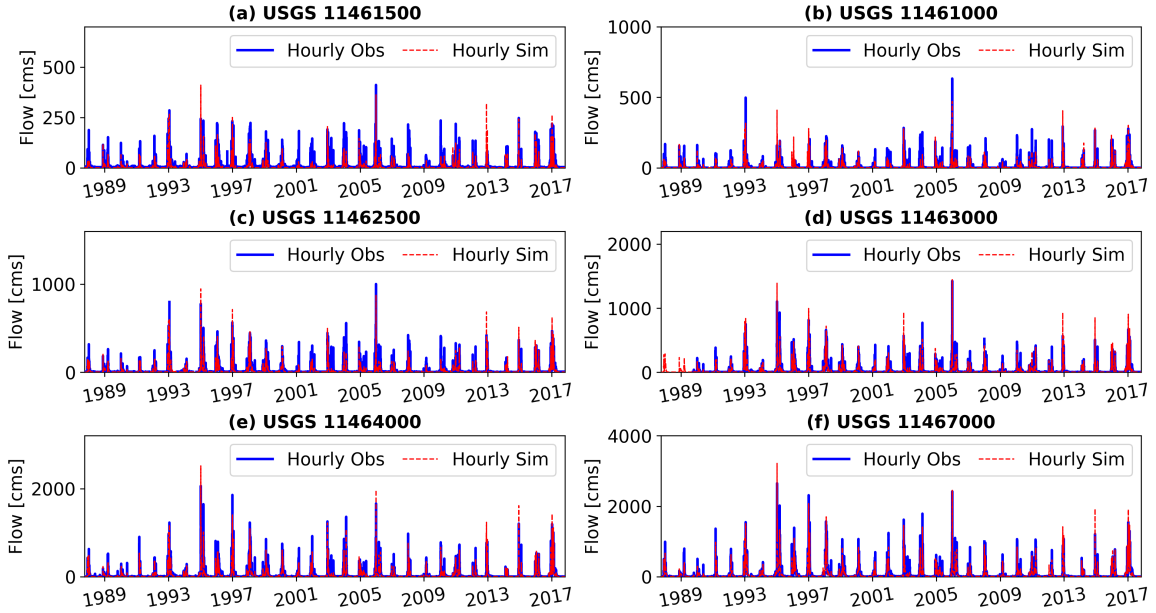 (a) USGS 11461500
(b) USGS 11461000
Flow [cms]
500
250
0
Hourly Obs
Hourly Sim
1989 1993 1997 2001 2005 2009 2013 2017
Flow [cms]
1000
500
0
Hourly Obs
Hourly Sim
1989 1993 1997 2001 2005 2009 2013 2017
(c) USGS 11462500
(d) USGS 11463000
Flow [cms]
1000
0
Hourly Obs
Hourly Sim
1989 1993 1997 2001 2005 2009 2013 2017
Flow [cms]
2000
1000
0
Hourly Obs
Hourly Sim
1989 1993 1997 2001 2005 2009 2013 2017
(e) USGS 11464000
(f) USGS 11467000
Flow [cms]
2000
0
Hourly Obs
Hourly Sim
1989 1993 1997 2001 2005 2009 2013 2017
Flow [cms]
4000
2000
0
Hourly Obs
Hourly Sim
1989 1993 1997 2001 2005 2009 2013 2017